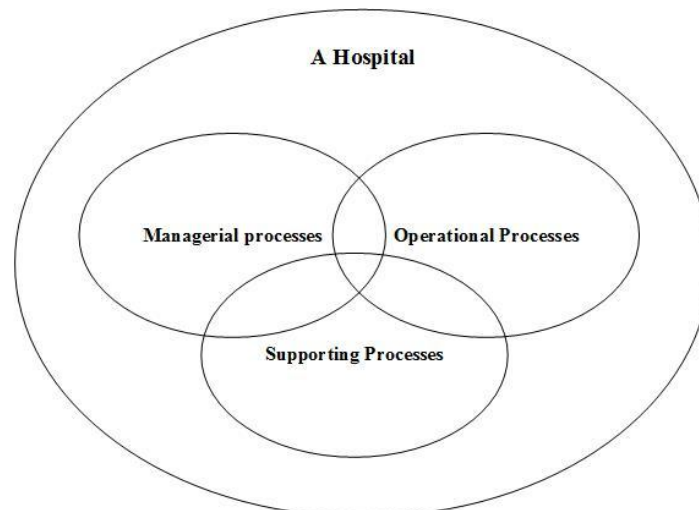 A Hospital
Managerial processes
Operational Processes
Supporting Processes